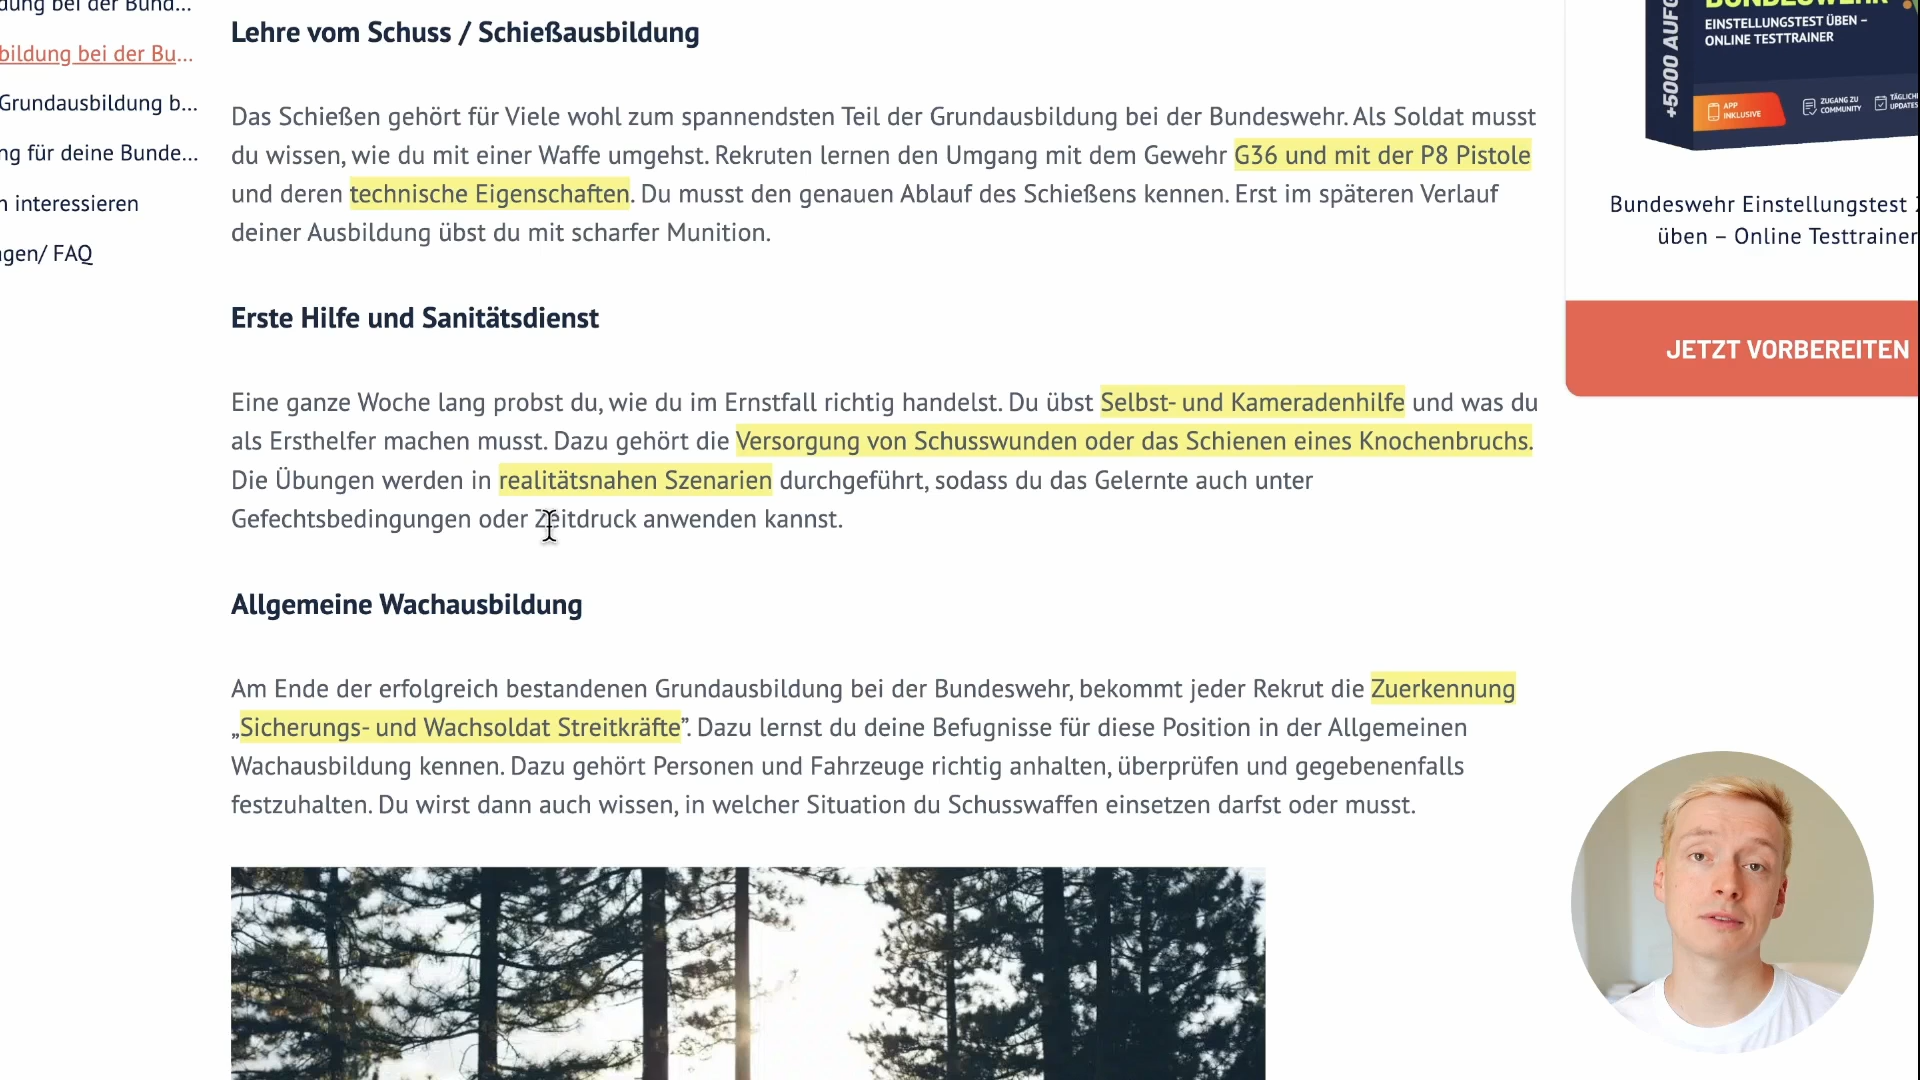 bildung bei der Bu...
Grundausbildung b...
ng für deine Bunde...
n interessieren
gen/ FAQ
Lehre vom Schuss / Schießausbildung
Das Schießen gehört für Viele wohl zum spannendsten Teil der Grundausbildung bei der Bundeswehr. Als Soldat musst
du wissen, wie du mit einer Waffe umgehst. Rekruten lernen den Umgang mit dem Gewehr G36 und mit der P8 Pistole
und deren technische Eigenschaften. Du musst den genauen Ablauf des Schießens kennen. Erst im späteren Verlauf
deiner Ausbildung übst du mit scharfer Munition.
Erste Hilfe und Sanitätsdienst
Eine ganze Woche lang probst du, wie du im Ernstfall richtig handelst. Du übst Selbst- und Kameradenhilfe und was du
als Ersthelfer machen musst. Dazu gehört die Versorgung von Schusswunden oder das Schienen eines Knochenbruchs.
Die Übungen werden in realitätsnahen Szenarien durchgeführt, sodass du das Gelernte auch unter
Gefechtsbedingungen oder Zeitdruck anwenden kannst.
Allgemeine Wachausbildung
Am Ende der erfolgreich bestandenen Grundausbildung bei der Bundeswehr, bekommt jeder Rekrut die Zuerkennung
„Sicherungs- und Wachsoldat Streitkräfte”. Dazu lernst du deine Befugnisse für diese Position in der Allgemeinen
Wachausbildung kennen. Dazu gehört Personen und Fahrzeuge richtig anhalten, überprüfen und gegebenenfalls
festzuhalten. Du wirst dann auch wissen, in welcher Situation du Schusswaffen einsetzen darfst oder musst.
BUNDESWEHR
EINSTELLUNGSTEST ÜBEN –
ONLINE TESTTRAINER
+5000
APP
INKLUSIVE
ZUGANG ZU
COMMUNITY
UPDATES
Bundeswehr Einstellungstest
üben – Online Testtrainer
JETZT VORBEREITEN